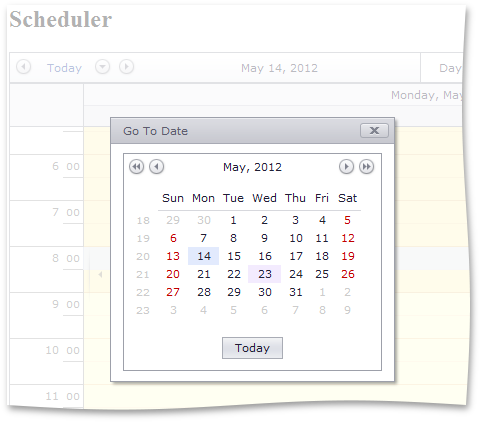 Scheduler
Today May 14, 2012 Day
Monday, May
Go To Date
May, 2012
Sun Mon Tue Wed Thu Fri Sat
18 29 30 1 2 3 4 5
19 6 7 8 9 10 11 12
20 13 14 15 16 17 18 19
21 20 21 22 23 24 25 26
22 27 28 29 30 31 1 2
23 3 4 5 6 7 8 9
Today
6 00
7 00
8 00
9 00
10 00
11 00